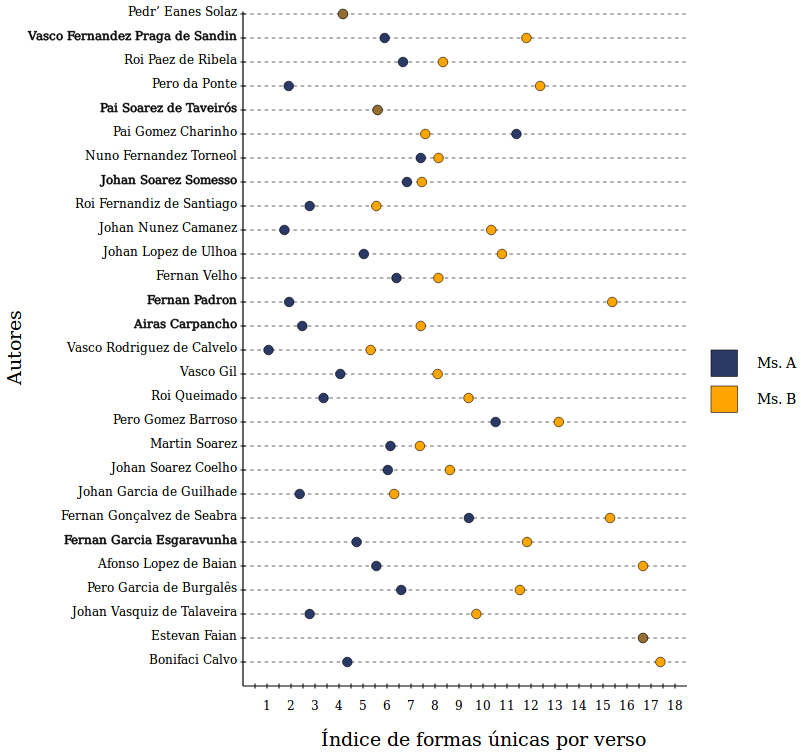 Pedr’ Eanes Solaz
Vasco Fernandez Praga de Sandin
Roi Paez de Ribela
Pero da Ponte
Pai Soarez de Taveirós
Pai Gomez Charinho
Nuno Fernandez Torneol
Johan Soarez Somesso
Roi Fernandiz de Santiago
Johan Nunez Camanez
Johan Lopez de Ulhoa
Fernan Velho
Fernan Padron
Airas Carpancho
Vasco Rodriguez de Calvelo
Vasco Gil
Roi Queimado
Pero Gomez Barroso
Martin Soarez
Johan Soarez Coelho
Johan Garcia de Guilhade
Fernan Gonçalvez de Seabra
Fernan Garcia Esgaravunha
Afonso Lopez de Baian
Pero Garcia de Burgalês
Johan Vasquiz de Talaveira
Estevan Faian
Bonifaci Calvo
Autores
1 2 3 4 5 6 7 8 9 10 11 12 13 14 15 16 17 18
Índice de formas únicas por verso
Ms. A
Ms. B